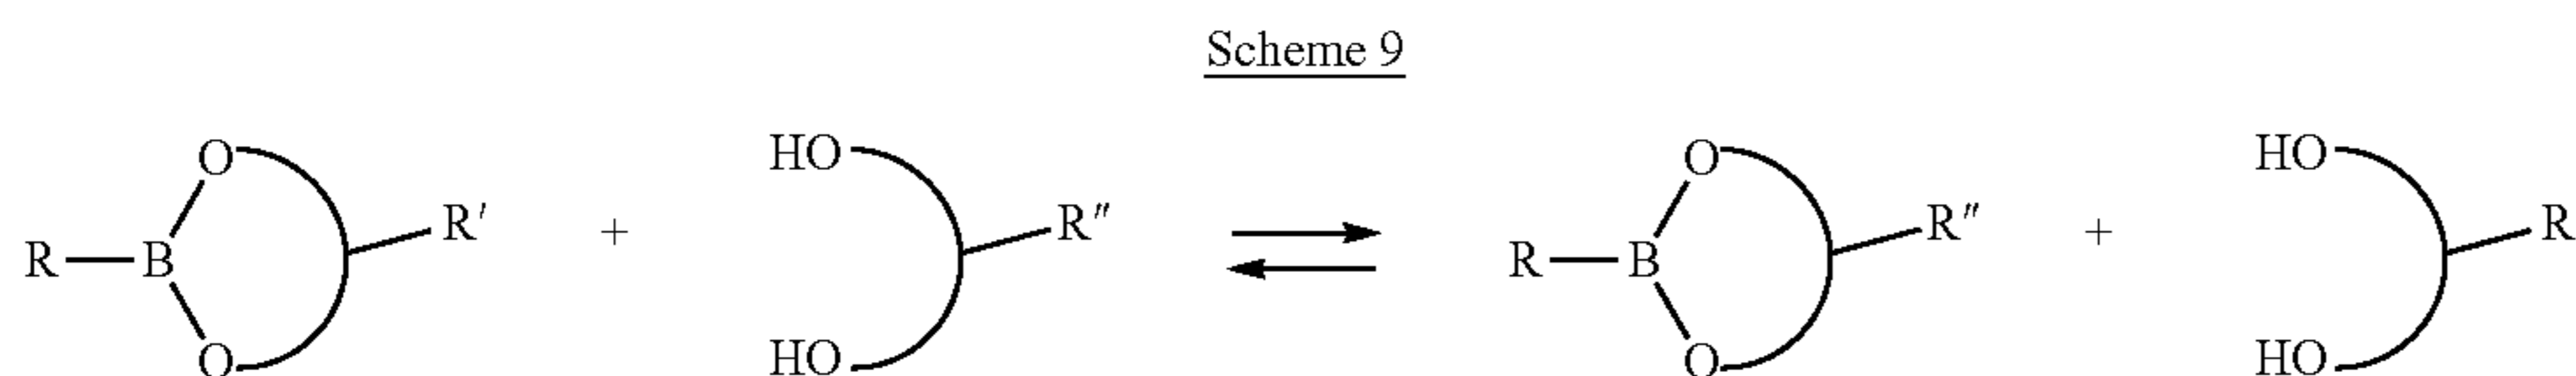 Scheme 9
O HO O HO
R′ R″ R″ R
R B + R B +
O HO O HO